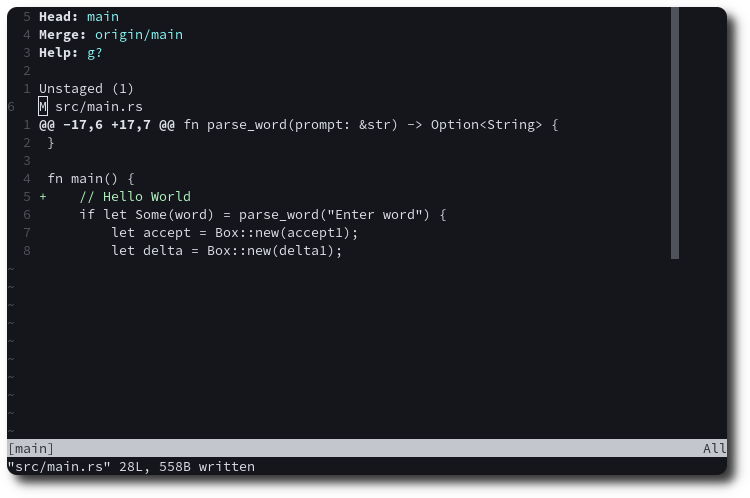 5 Head: main
4 Merge: origin/main
3 Help: g?
2
1 Unstaged (1)
6 M src/main.rs
1 @@ -17,6 +17,7 @@ fn parse_word(prompt: &str) -> Option<String> {
2 }
3
4 fn main() {
5 +    // Hello World
6     if let Some(word) = parse_word("Enter word") {
7         let accept = Box::new(accept1);
8         let delta = Box::new(delta1);
~
~
~
~
~
~
~
~
~
~
[main] All
"src/main.rs" 28L, 558B written